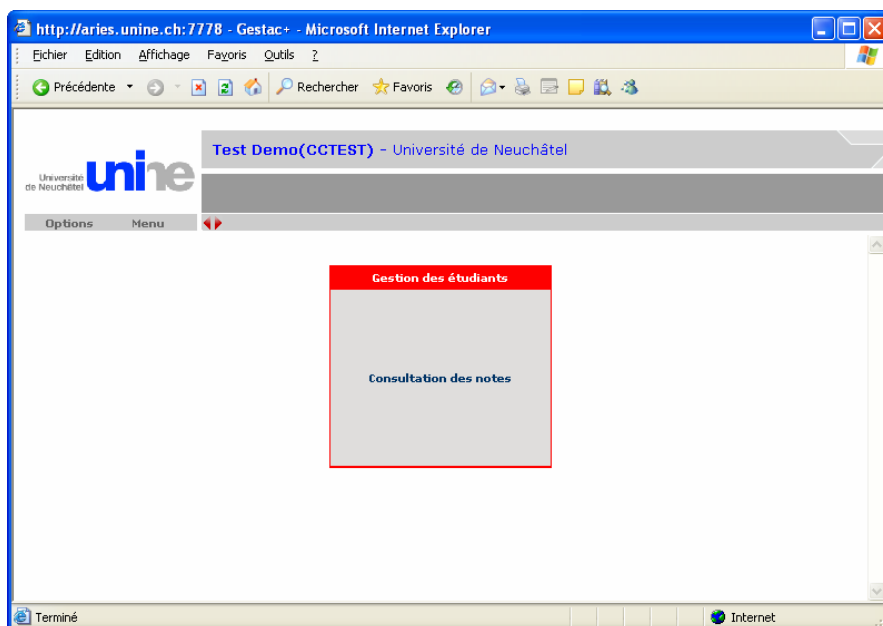 http://aries.unine.ch:7778 - Gestac+ - Microsoft Internet Explorer
Fichier Edition Affichage Favoris Outils ?
Précédente Rechercher Favoris
Test Demo(CCTEST) - Université de Neuchâtel
Université
de Neuchâtel
unine
Options Menu
Gestion des étudiants
Consultation des notes
Terminé Internet